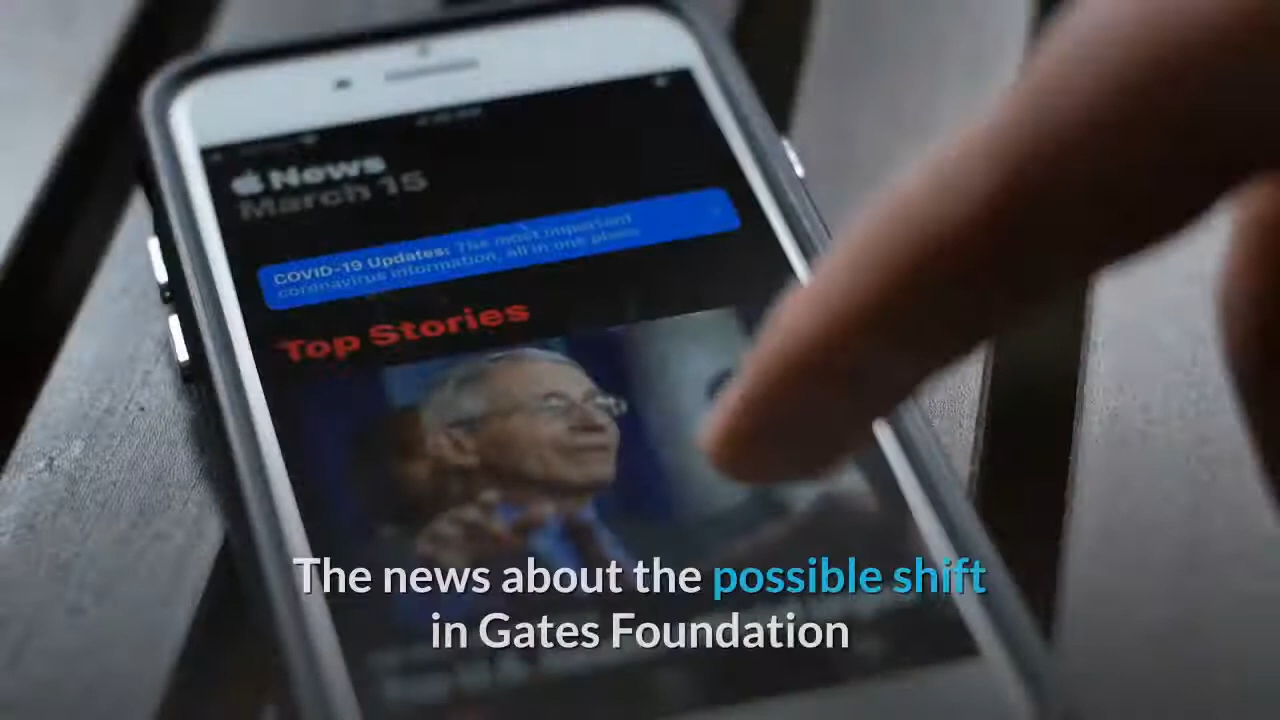 News
March 15
COVID-19 Updates: The most important
coronavirus information, all in one place
Top Stories
The news about the possible shift
in Gates Foundation